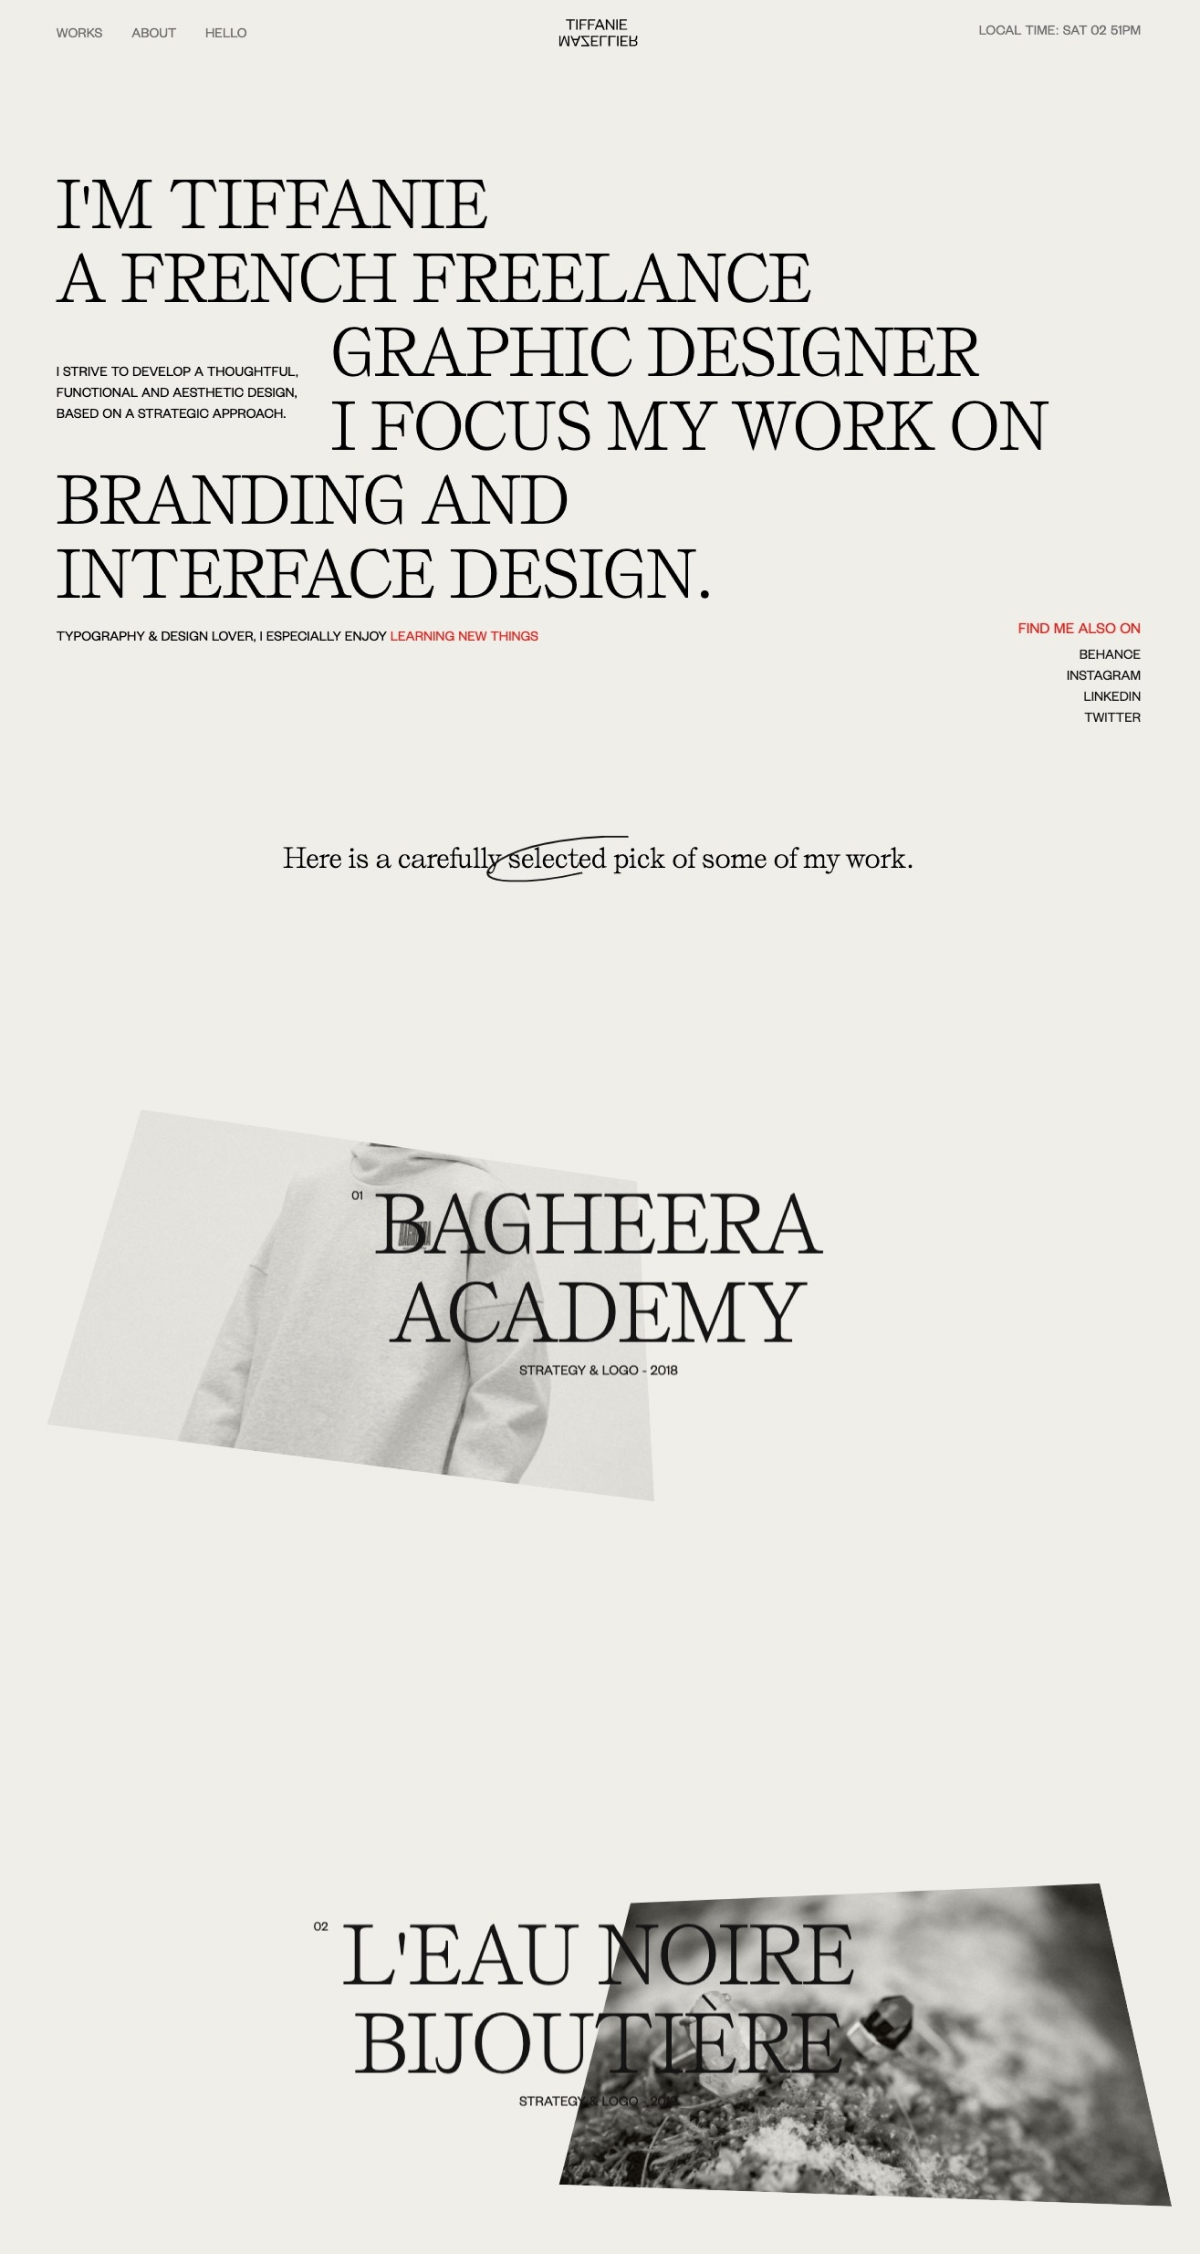 WORKS ABOUT HELLO
TIFFANIE
MAZELLIER
LOCAL TIME: SAT 02 51PM
I'M TIFFANIE
A FRENCH FREELANCE
GRAPHIC DESIGNER
I FOCUS MY WORK ON
I STRIVE TO DEVELOP A THOUGHTFUL,
FUNCTIONAL AND AESTHETIC DESIGN,
BASED ON A STRATEGIC APPROACH.
BRANDING AND
INTERFACE DESIGN.
TYPOGRAPHY & DESIGN LOVER, I ESPECIALLY ENJOY LEARNING NEW THINGS
FIND ME ALSO ON
BEHANCE
INSTAGRAM
LINKEDIN
TWITTER
Here is a carefully selected pick of some of my work.
01
BAGHEERA
ACADEMY
STRATEGY & LOGO - 2018
02
L'EAU NOIRE
BIJOUTIÈRE
STRATEGY & LOGO -